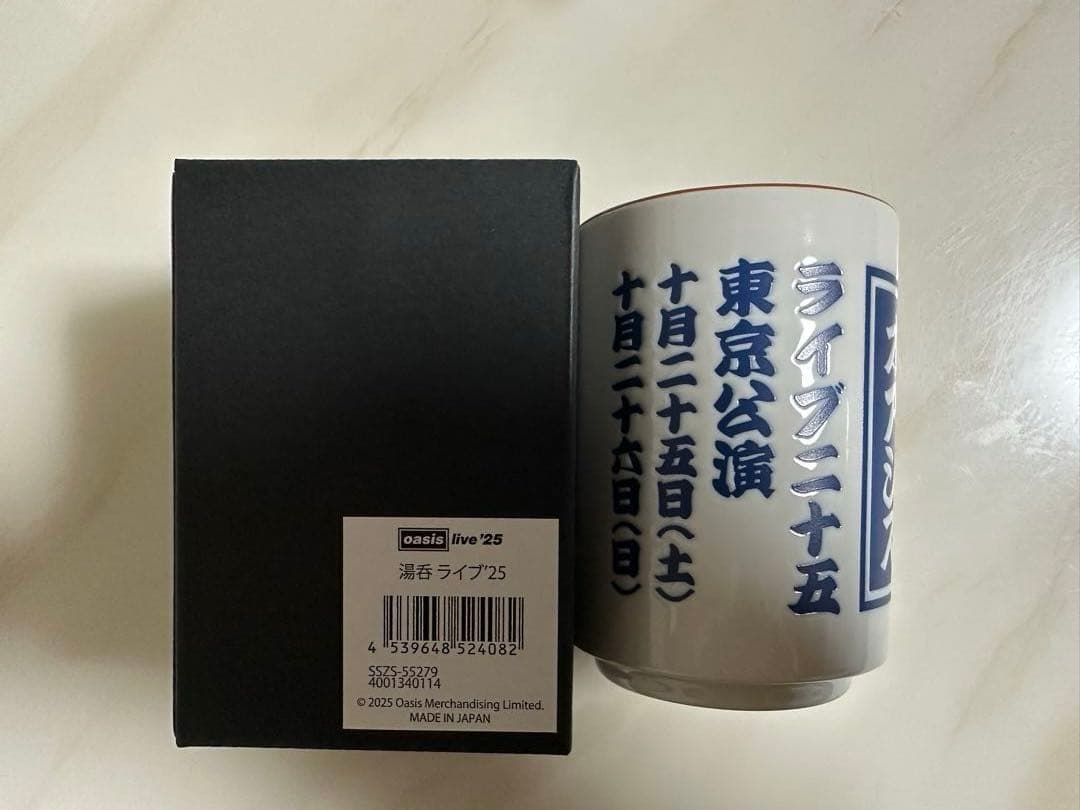 oasis live '25
湯呑 ライブ'25
4 539648 524082
SSZS-55279
4001340114
© 2025 Oasis Merchandising Limited.
MADE IN JAPAN
ライブ二十五
東京公演
十月二十五日(土)
十月二十六日(日)